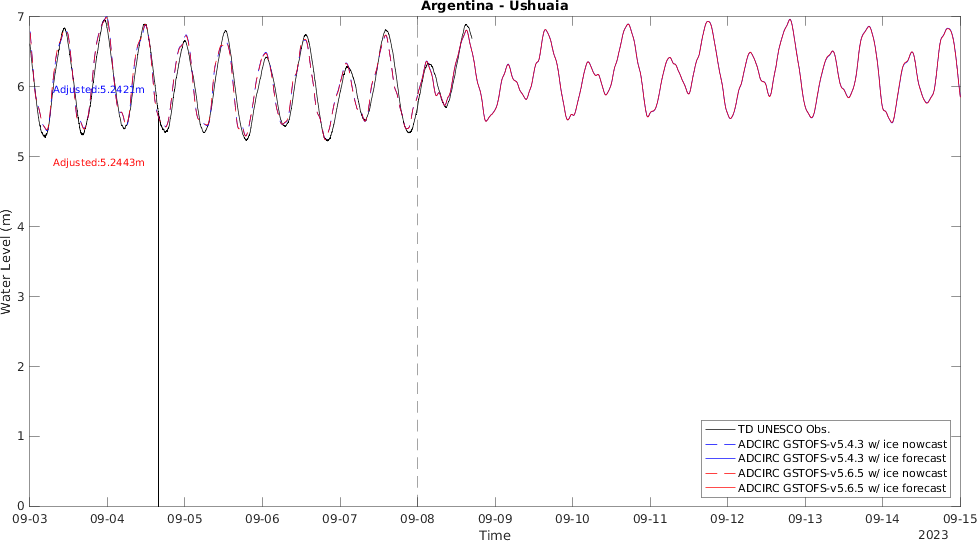 Argentina - Ushuaia
7
6
5
4
3
2
1
0
Water Level (m)
Adjusted:5.2421m
Adjusted:5.2443m
TD UNESCO Obs.
ADCIRC GSTOFS-v5.4.3 w/ ice nowcast
ADCIRC GSTOFS-v5.4.3 w/ ice forecast
ADCIRC GSTOFS-v5.6.5 w/ ice nowcast
ADCIRC GSTOFS-v5.6.5 w/ ice forecast
09-03 09-04 09-05 09-06 09-07 09-08 09-09 09-10 09-11 09-12 09-13 09-14 09-15
Time
2023